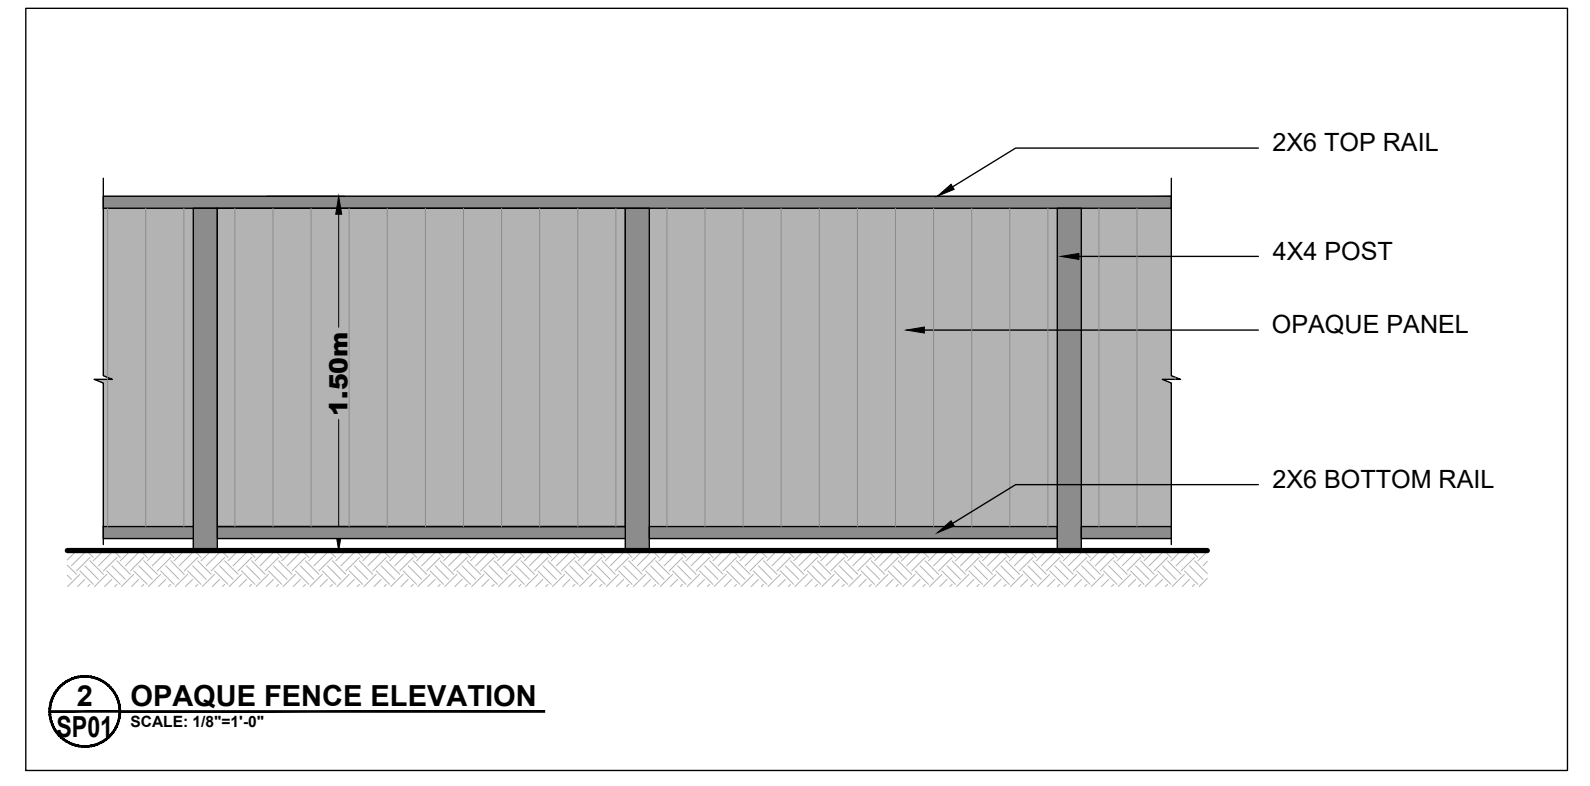 2X6 TOP RAIL
4X4 POST
OPAQUE PANEL
1.50m
2X6 BOTTOM RAIL
2
SP01
OPAQUE FENCE ELEVATION
SCALE: 1/8"=1'-0"